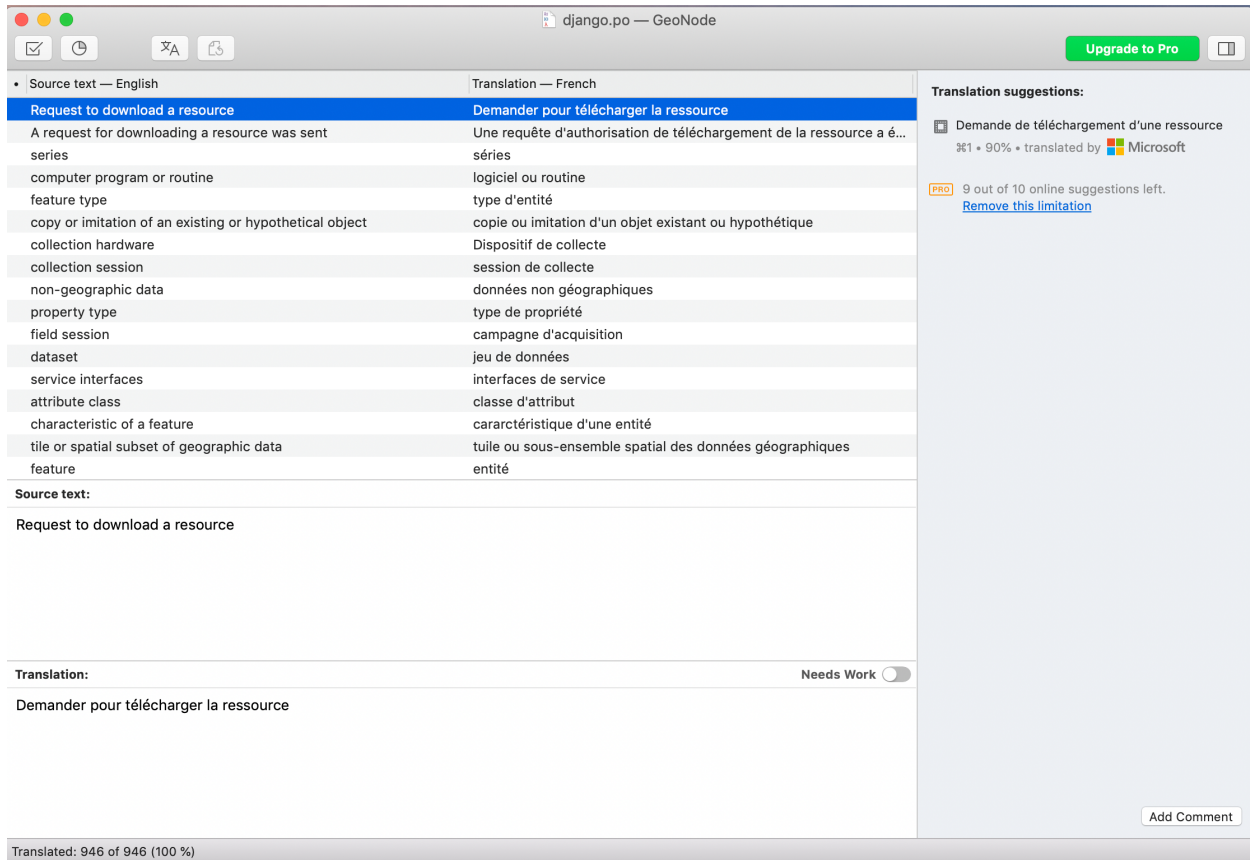 django.po — GeoNode
Upgrade to Pro
• Source text — English Translation — French
Request to download a resource Demander pour télécharger la ressource
A request for downloading a resource was sent Une requête d'authorisation de téléchargement de la ressource a é...
series séries
computer program or routine logiciel ou routine
feature type type d'entité
copy or imitation of an existing or hypothetical object copie ou imitation d'un objet existant ou hypothétique
collection hardware Dispositif de collecte
collection session session de collecte
non-geographic data données non géographiques
property type type de propriété
field session campagne d'acquisition
dataset jeu de données
service interfaces interfaces de service
attribute class classe d'attribut
characteristic of a feature cararctéristique d'une entité
tile or spatial subset of geographic data tuile ou sous-ensemble spatial des données géographiques
feature entité
Source text:
Request to download a resource
Translation: Needs Work
Demander pour télécharger la ressource
Translated: 946 of 946 (100 %)
Translation suggestions:
Demande de téléchargement d’une ressource
⌘1 • 90% • translated by Microsoft
PRO 9 out of 10 online suggestions left.
Remove this limitation
Add Comment